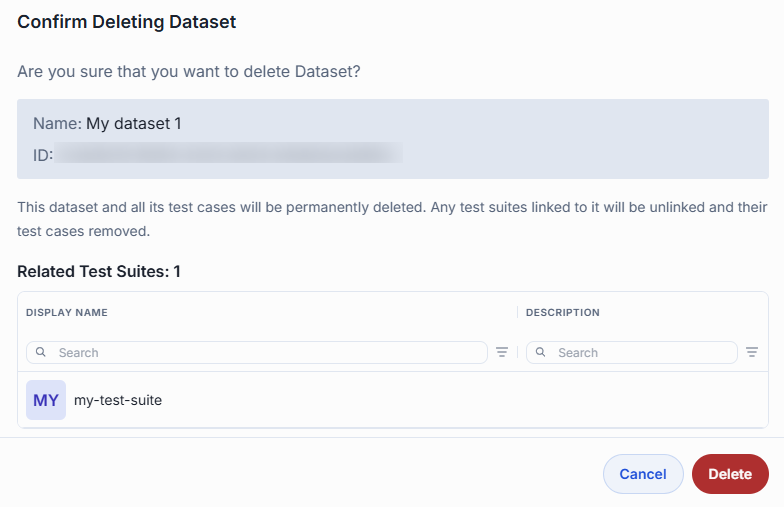 Confirm Deleting Dataset
Are you sure that you want to delete Dataset?
Name: My dataset 1
ID:
This dataset and all its test cases will be permanently deleted. Any test suites linked to it will be unlinked and their
test cases removed.
Related Test Suites: 1
DISPLAY NAME DESCRIPTION
Search Search
MY my-test-suite
Cancel Delete